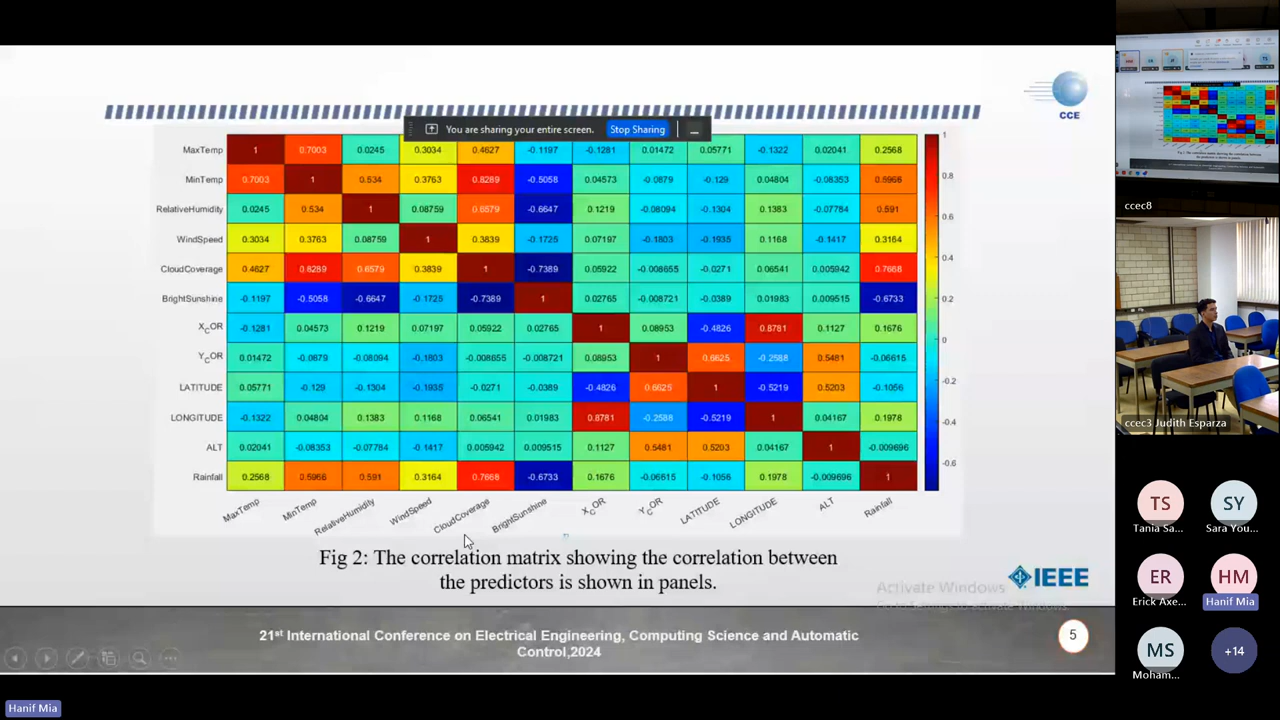 CCE
You are sharing your entire screen. Stop Sharing
MaxTemp 1 0.7003 0.0245 0.3034 0.4627 -0.1197 -0.1281 0.01472 0.05771 -0.1322 0.02041 0.2568
MinTemp 0.7003 1 0.534 0.3763 0.8289 -0.5058 0.04573 -0.0879 -0.129 0.04804 -0.08353 0.5966
RelativeHumidity 0.0245 0.534 1 0.08759 0.6579 -0.6647 0.1219 -0.08094 -0.1304 0.1383 -0.07784 0.591
WindSpeed 0.3034 0.3763 0.08759 1 0.3839 -0.1725 0.07197 -0.1803 -0.1935 0.1168 -0.1417 0.3164
CloudCoverage 0.4627 0.8289 0.6579 0.3839 1 -0.7389 0.05922 -0.008655 -0.0271 0.06541 0.005942 0.7668
BrightSunshine -0.1197 -0.5058 -0.6647 -0.1725 -0.7389 1 0.02765 -0.008721 -0.0389 0.01983 0.009515 -0.6733
XCOR -0.1281 0.04573 0.1219 0.07197 0.05922 0.02765 1 0.08953 -0.4826 0.8781 0.1127 0.1676
YCOR 0.01472 -0.0679 -0.08094 -0.1803 -0.008655 -0.008721 0.08953 1 0.6625 -0.2588 0.5481 -0.06615
LATITUDE 0.05771 -0.129 -0.1304 -0.1935 -0.0271 -0.0389 -0.4826 0.6625 1 -0.5219 0.5203 -0.1056
LONGITUDE -0.1322 0.04804 0.1383 0.1168 0.06541 0.01983 0.8781 -0.2588 -0.5219 1 0.04167 0.1978
ALT 0.02041 -0.08353 -0.07784 -0.1417 0.005942 0.009515 0.1127 0.5481 0.5203 0.04167 1 -0.009696
Rainfall 0.2568 0.5966 0.591 0.3164 0.7668 -0.6733 0.1676 -0.06615 -0.1056 0.1978 -0.009696 1
MaxTemp MinTemp RelativeHumidity WindSpeed CloudCoverage BrightSunshine XCOR YCOR LATITUDE LONGITUDE ALT Rainfall
1
0.8
0.6
0.4
0.2
0
-0.2
-0.4
-0.6
Fig 2: The correlation matrix showing the correlation between
the predictors is shown in panels.
IEEE
Activate Windows
21st International Conference on Electrical Engineering, Computing Science and Automatic
Control,2024
5
Hanif Mia
ccec8
ccec3 Judith Esparza
TS
SY
Tania Sa...
Sara You...
ER
HM
Erick Axe...
Hanif Mia
MS
+14
Moham...